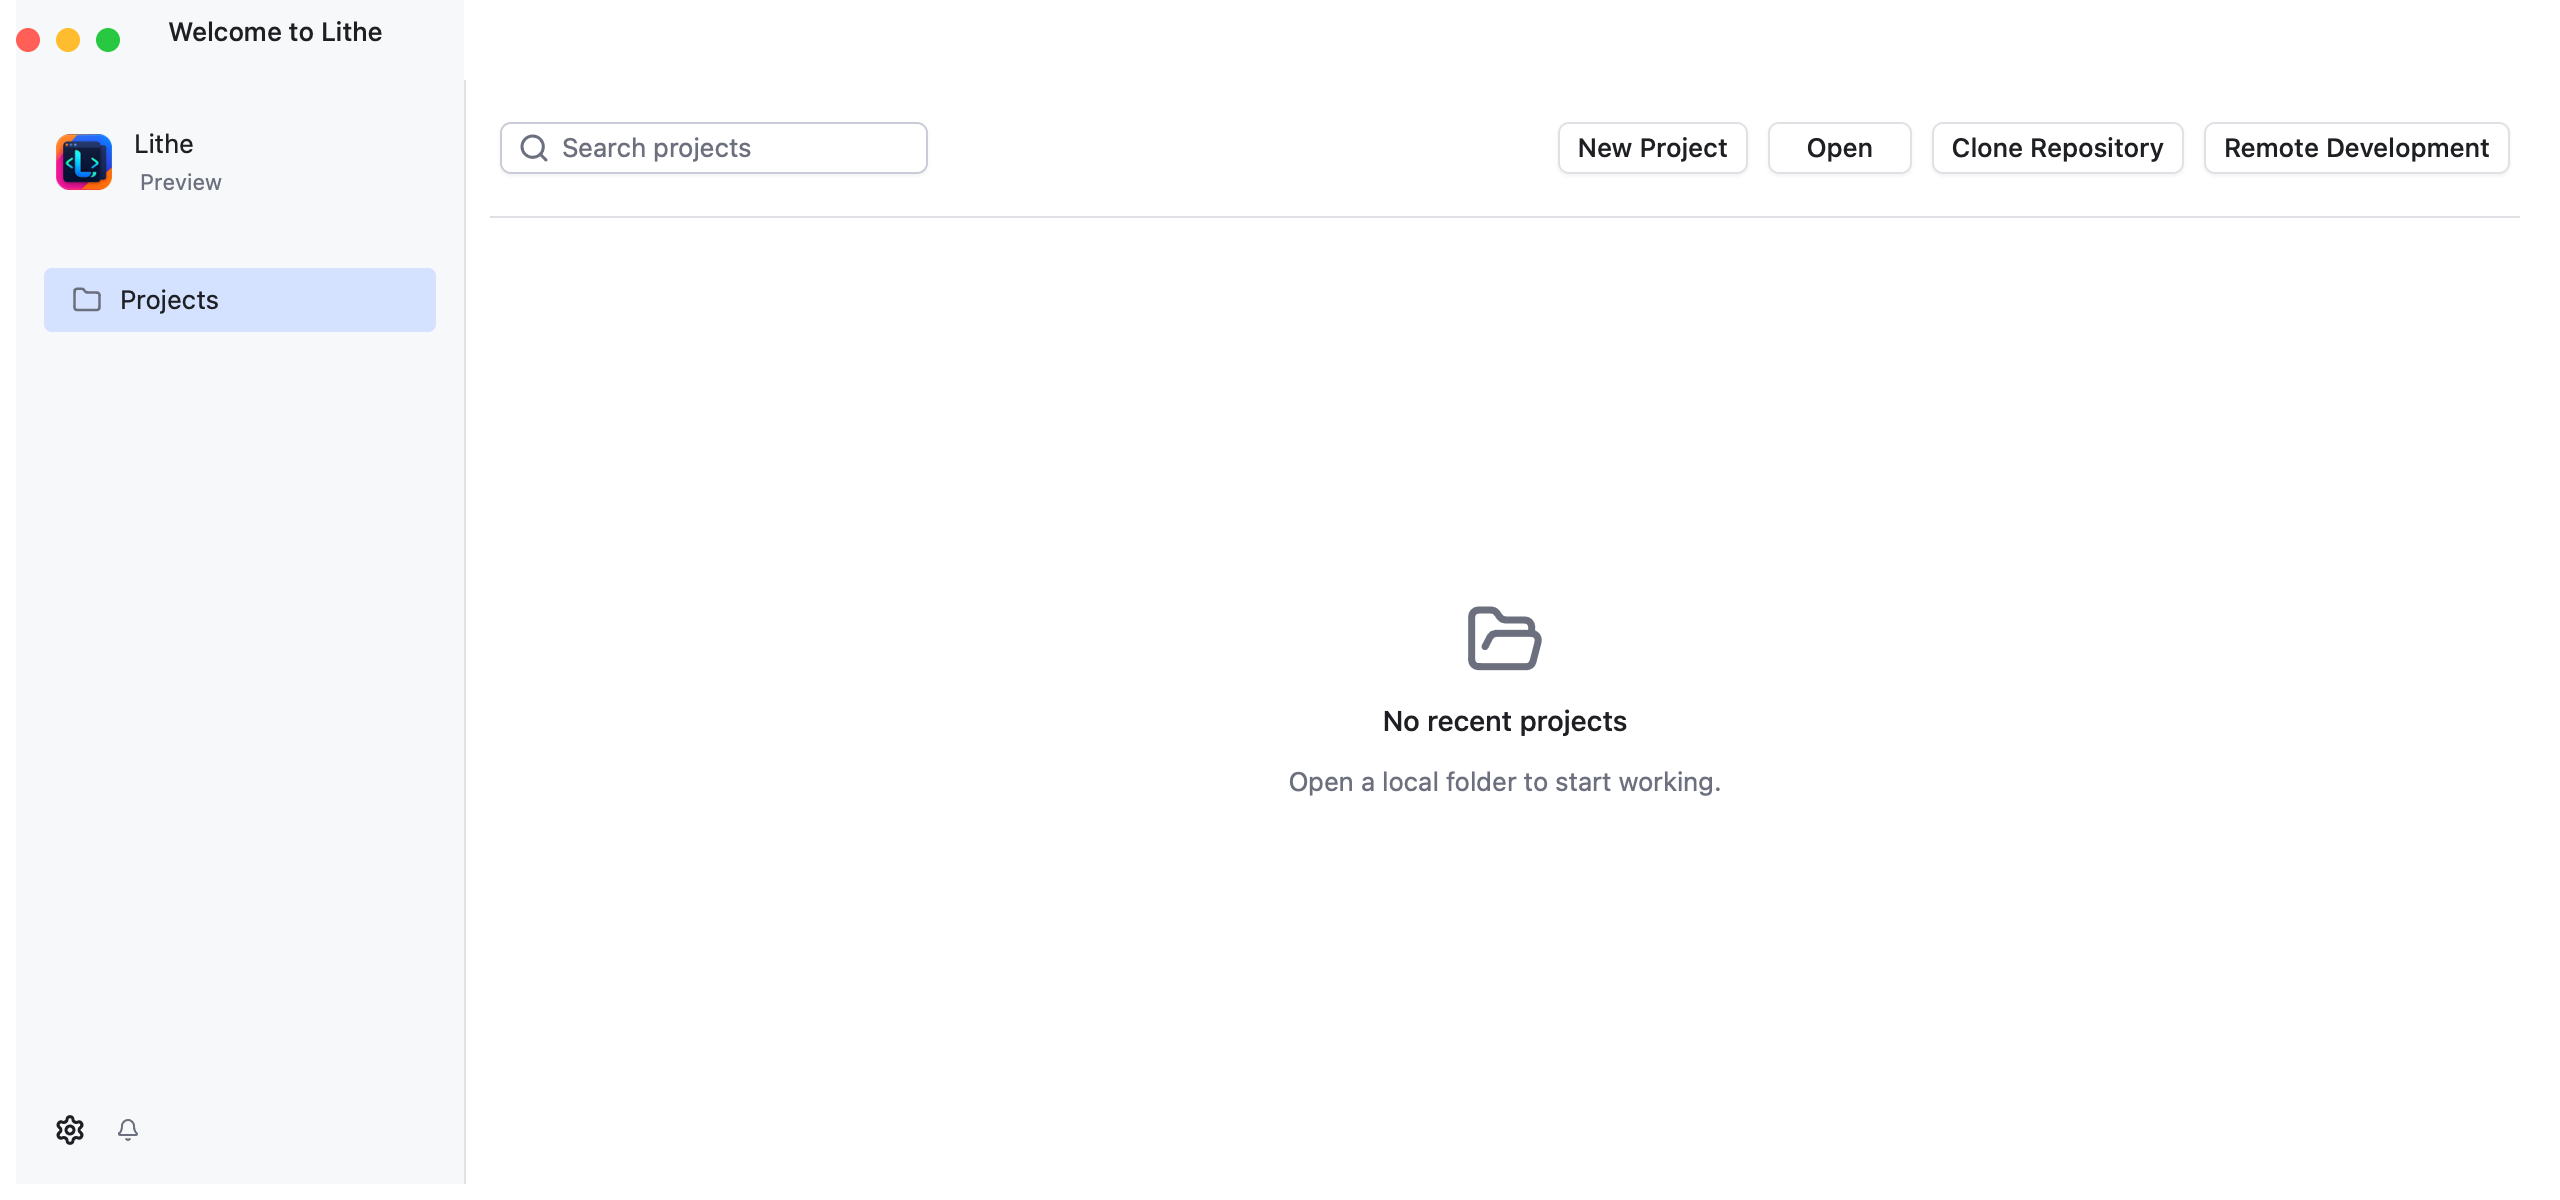 Welcome to Lithe
Lithe
Preview
Projects
Search projects
New Project
Open
Clone Repository
Remote Development
No recent projects
Open a local folder to start working.